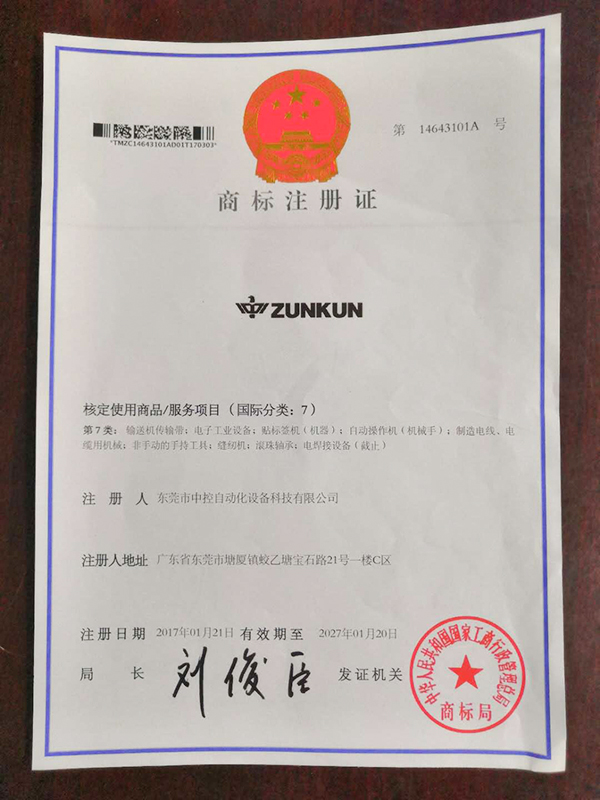 *TMZC14643101AD01T170303*
第 14643101A 号
商标注册证
ZUNKUN
核定使用商品/服务项目（国际分类：7）
第7类：输送机传输带；电子工业设备；贴标签机（机器）；自动操作机（机械手）；制造电线、电
缆用机械；非手动的手持工具；缝纫机；滚珠轴承；电焊接设备（截止）
注册人 东莞市中控自动化设备科技有限公司
注册人地址 广东省东莞市塘厦镇蛟乙塘宝石路21号一楼C区
注册日期 2017年01月21日 有效期至 2027年01月20日
局长 刘俊臣 发证机关
中华人民共和国国家工商行政管理总局
商标局